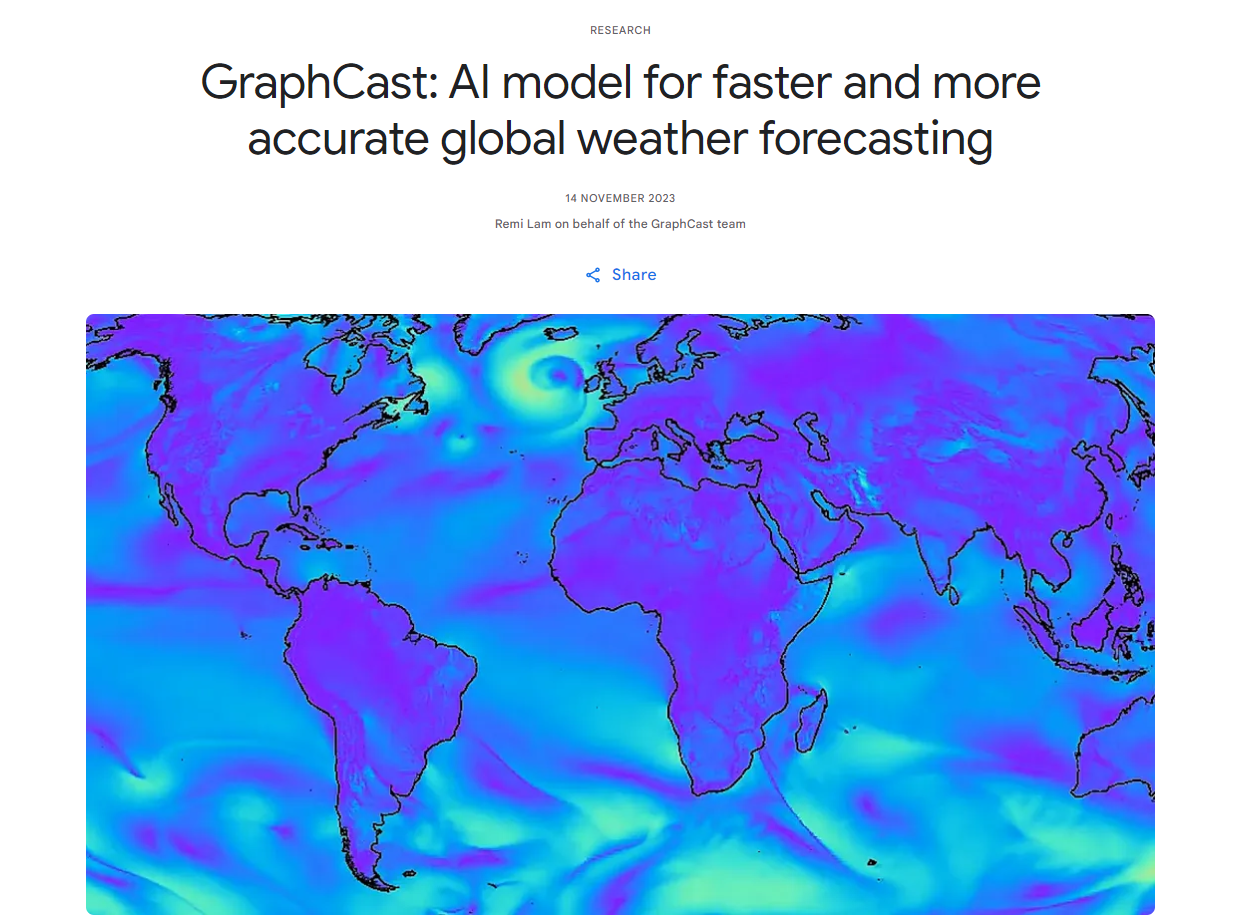 RESEARCH
GraphCast: AI model for faster and more
accurate global weather forecasting
14 NOVEMBER 2023
Remi Lam on behalf of the GraphCast team
Share